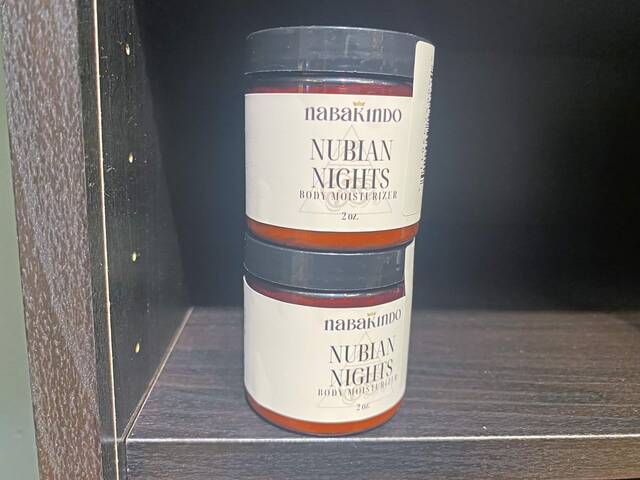 nabakindo
NUBIAN
NIGHTS
BODY MOISTURIZER
2 oz.
nabakindo
NUBIAN
NIGHTS
BODY MOISTURIZER
2 oz.